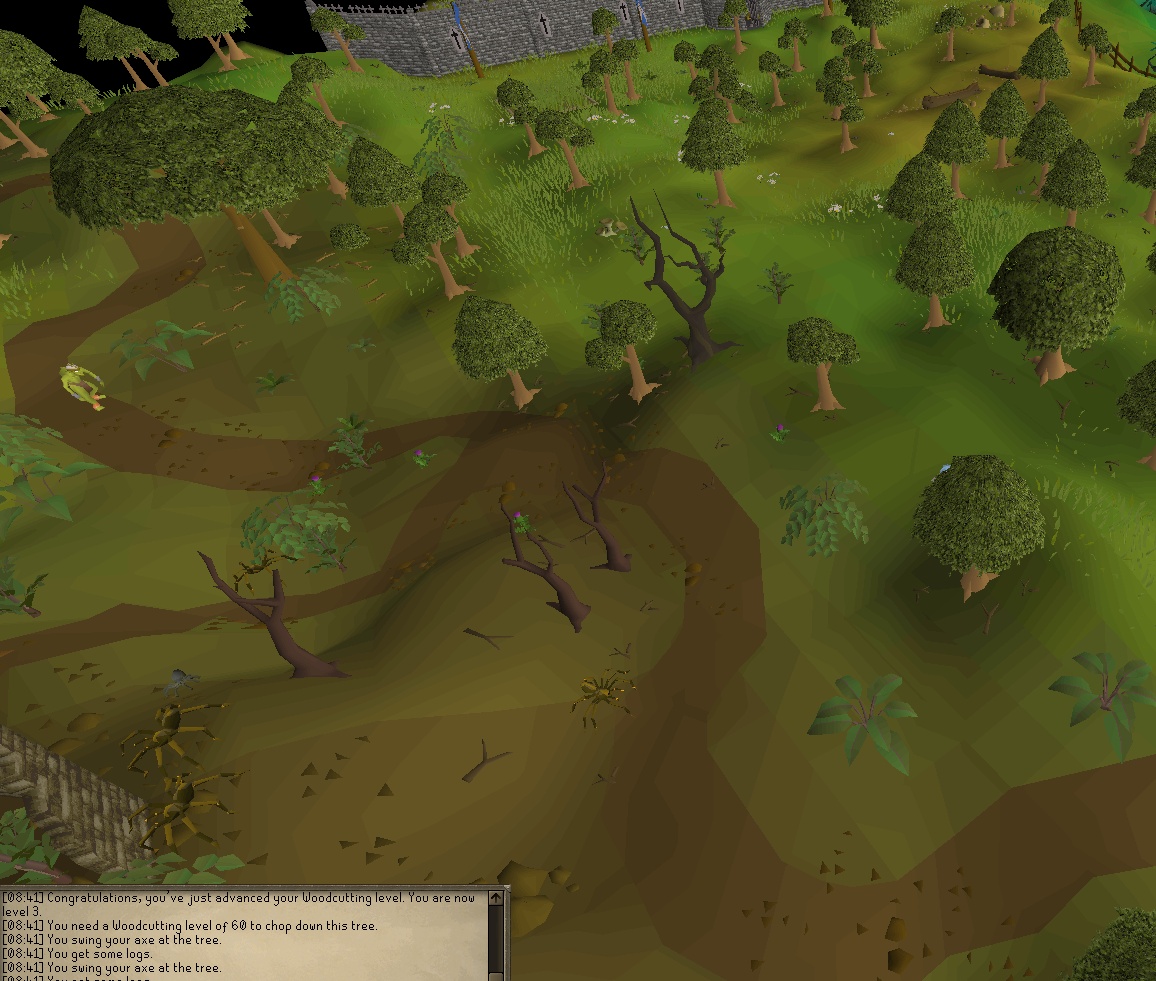 [08:41] Congratulations, you've just advanced your Woodcutting level. You are now
level 3.
[08:41] You need a Woodcutting level of 60 to chop down this tree.
[08:41] You swing your axe at the tree.
[08:41] You get some logs.
[08:41] You swing your axe at the tree.